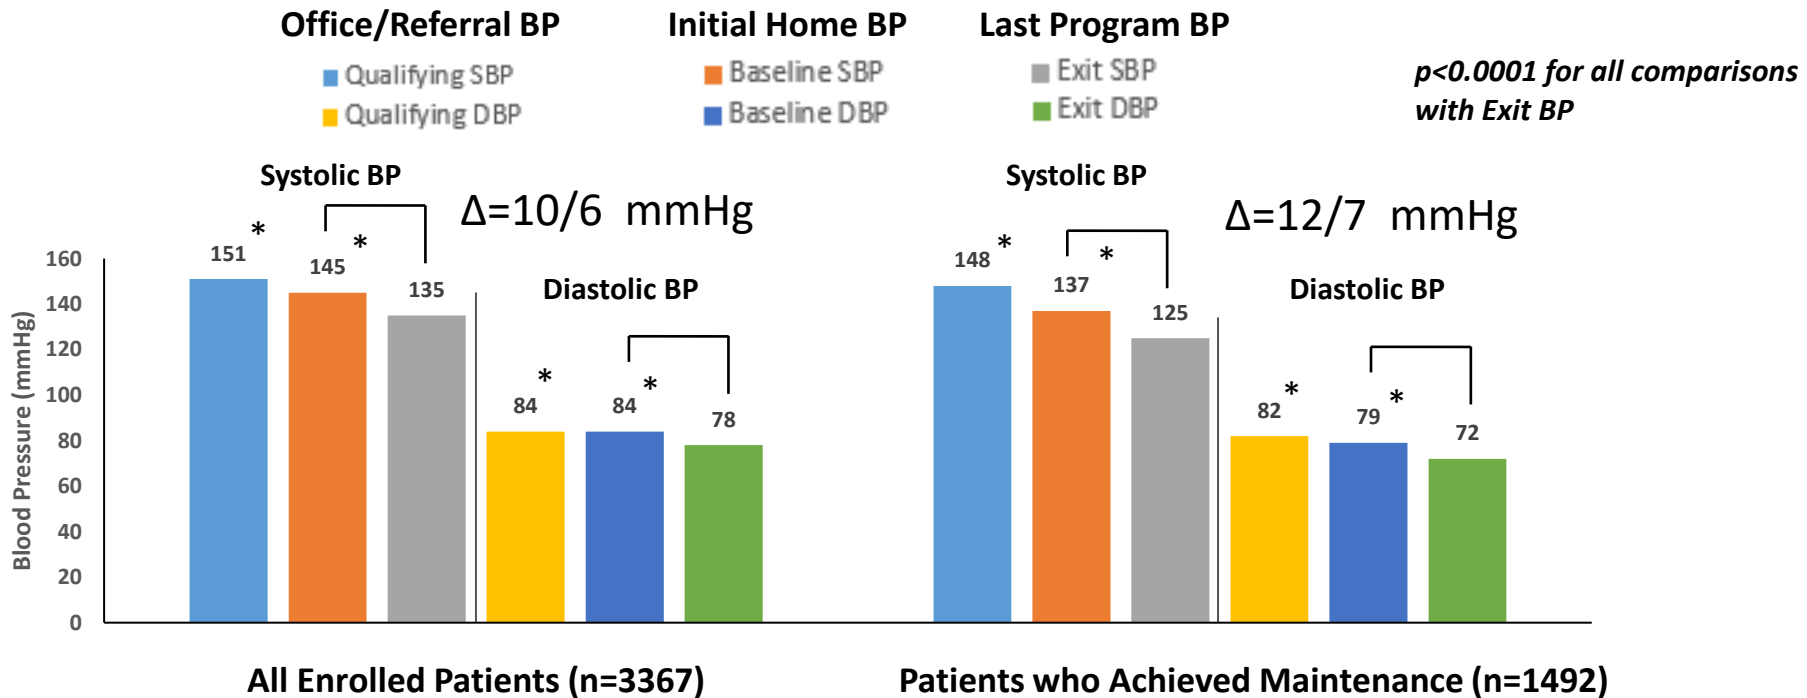 Office/Referral BP Initial Home BP Last Program BP
Qualifying SBP Baseline SBP Exit SBP
Qualifying DBP Baseline DBP Exit DBP
p<0.0001 for all comparisons
with Exit BP
Systolic BP
Δ=10/6 mmHg
Systolic BP
Δ=12/7 mmHg
Diastolic BP
Diastolic BP
Blood Pressure (mmHg)
160
140
120
100
80
60
40
20
0
151 *
145 *
135
84 *
84 *
78
148 *
137 *
125
82 *
79 *
72
All Enrolled Patients (n=3367)
Patients who Achieved Maintenance (n=1492)